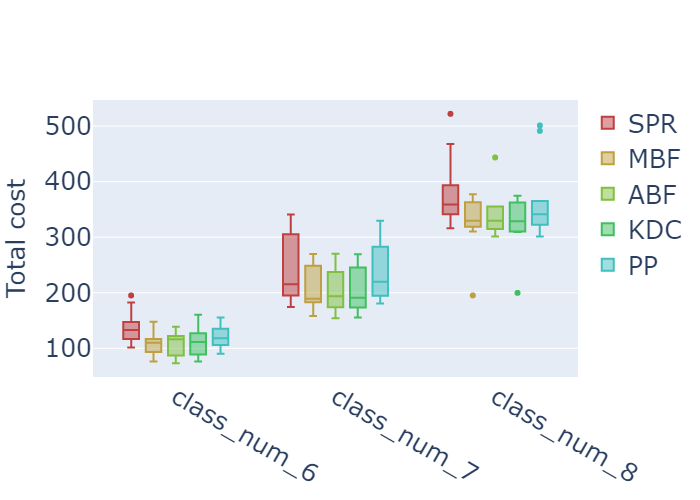 500
400
300
200
100
Total cost
class_num_6
class_num_7
class_num_8
SPR
MBF
ABF
KDC
PP